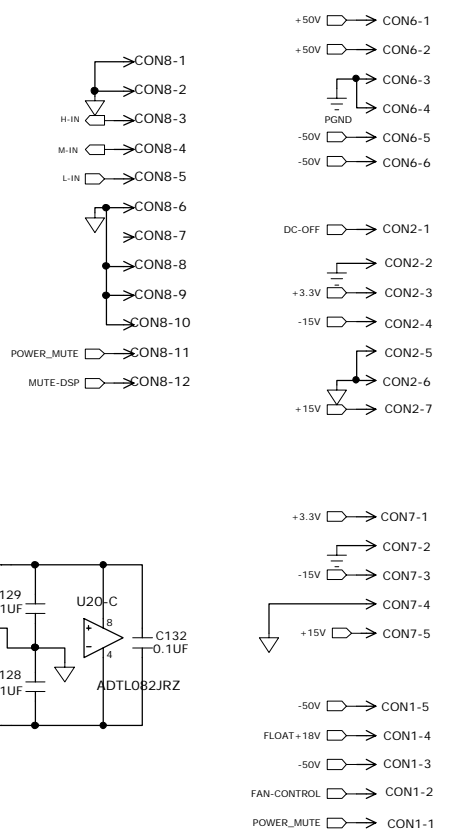 CON8-1
CON8-2
H-IN CON8-3
M-IN CON8-4
L-IN CON8-5
CON8-6
CON8-7
CON8-8
CON8-9
CON8-10
POWER_MUTE CON8-11
MUTE-DSP CON8-12
+50V CON6-1
+50V CON6-2
CON6-3
CON6-4
PGND
-50V CON6-5
-50V CON6-6
DC-OFF CON2-1
CON2-2
+3.3V CON2-3
-15V CON2-4
CON2-5
CON2-6
+15V CON2-7
129
1UF
128
1UF
U20-C
8
+
-
4
ADTL082JRZ
C132
0.1UF
+3.3V CON7-1
CON7-2
-15V CON7-3
CON7-4
+15V CON7-5
-50V CON1-5
FLOAT+18V CON1-4
-50V CON1-3
FAN-CONTROL CON1-2
POWER_MUTE CON1-1